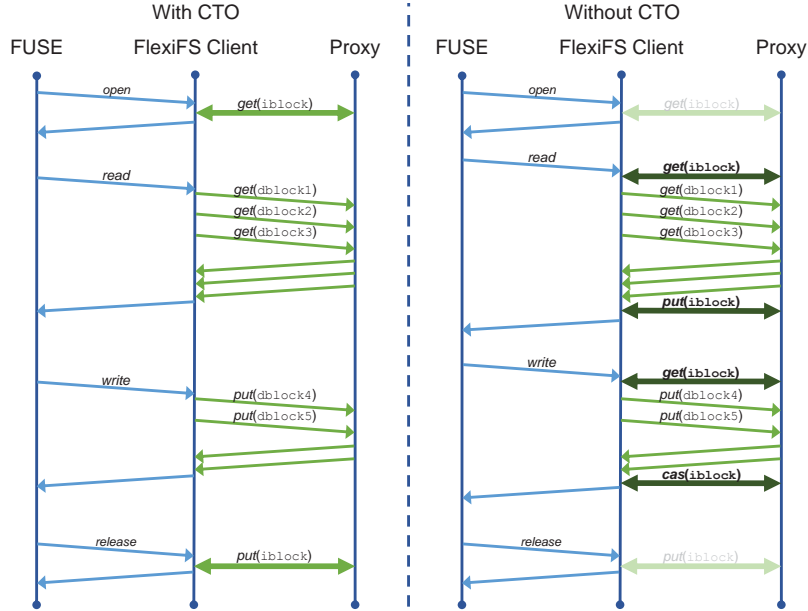 With CTO
FUSE FlexiFS Client Proxy
open
get(iblock)
read
get(dblock1)
get(dblock2)
get(dblock3)
write
put(dblock4)
put(dblock5)
release
put(iblock)
Without CTO
FUSE FlexiFS Client Proxy
open
get(iblock)
read
get(iblock)
get(dblock1)
get(dblock2)
get(dblock3)
put(iblock)
write
get(iblock)
put(dblock4)
put(dblock5)
cas(iblock)
release
put(iblock)